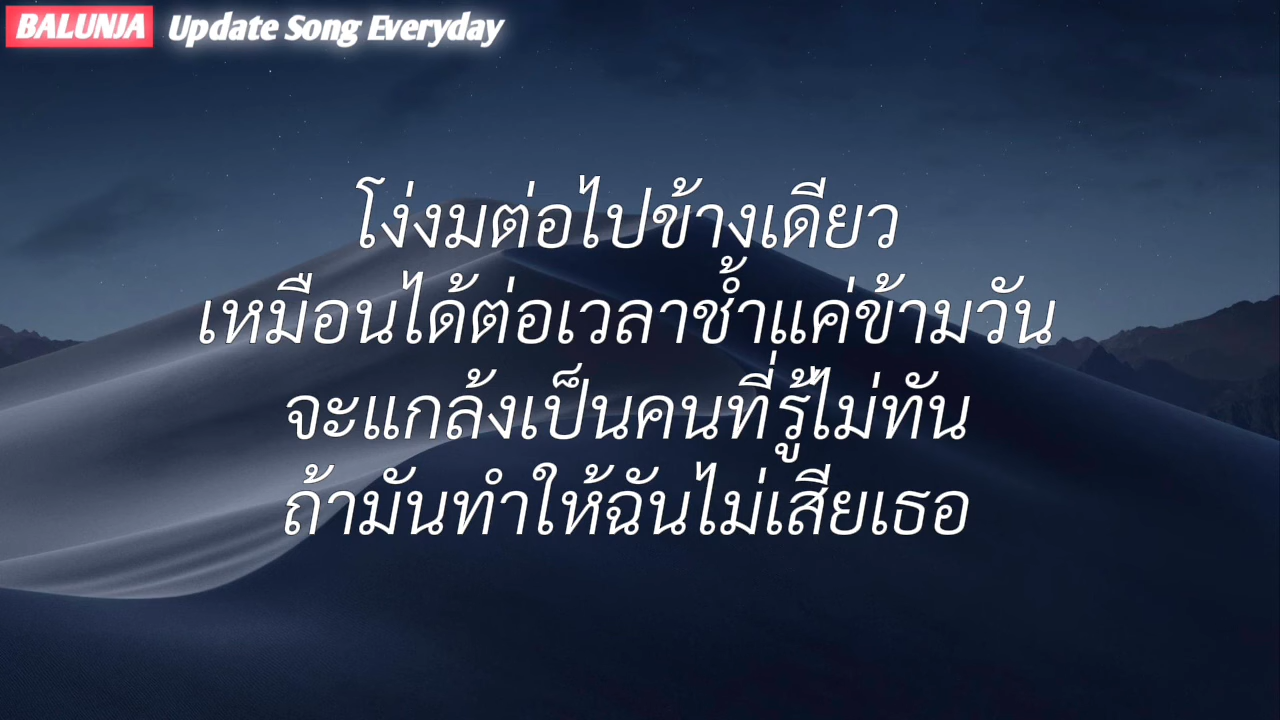 BALUNJA Update Song Everyday
โง่งมต่อไปข้างเดียว
เหมือนได้ต่อเวลาช้ำแค่ข้ามวัน
จะแกล้งเป็นคนที่รู้ไม่ทัน
ถ้ามันทำให้ฉันไม่เสียเธอ